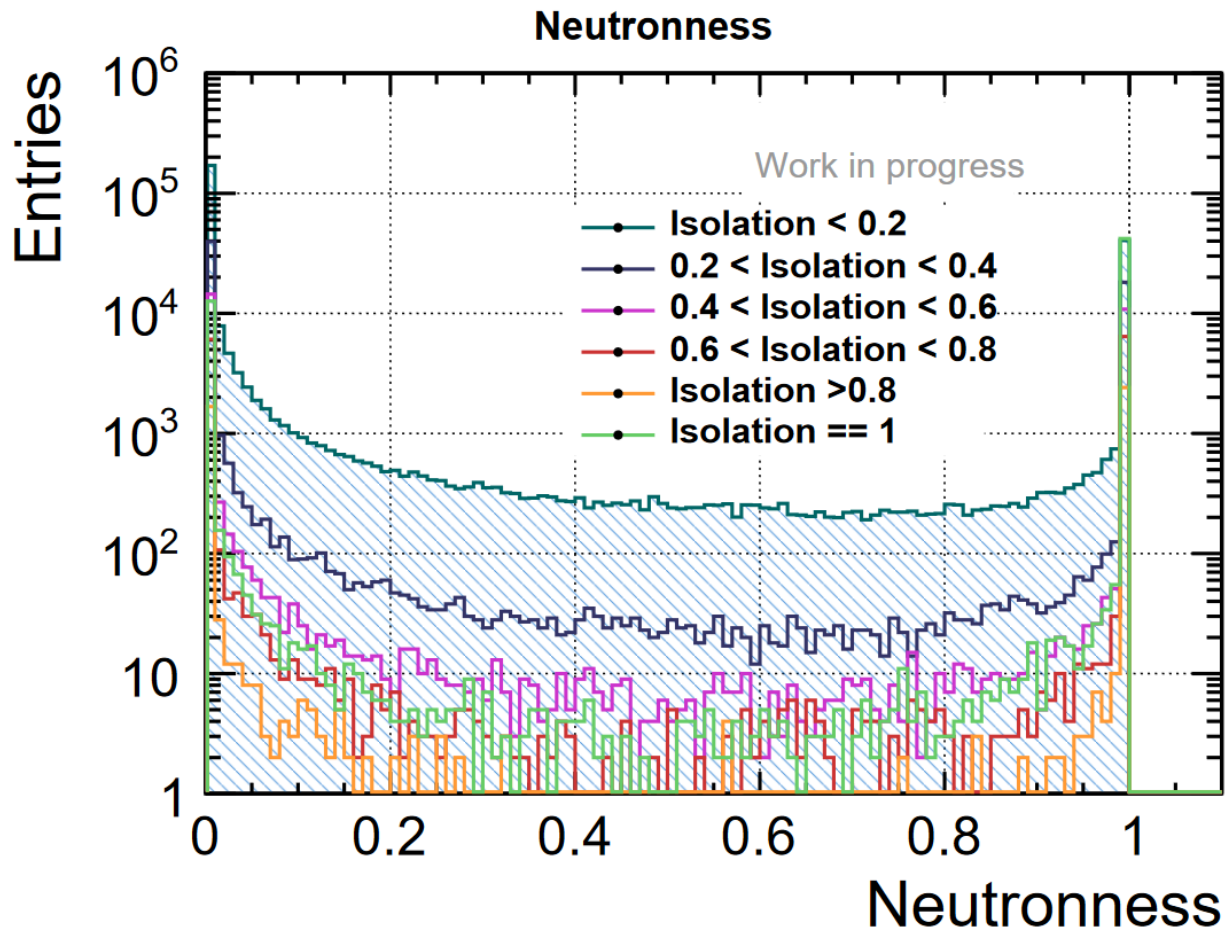 Neutronness
Entries
10^6
10^5
10^4
10^3
10^2
10
1
Work in progress
Isolation < 0.2
0.2 < Isolation < 0.4
0.4 < Isolation < 0.6
0.6 < Isolation < 0.8
Isolation >0.8
Isolation == 1
0 0.2 0.4 0.6 0.8 1
Neutronness